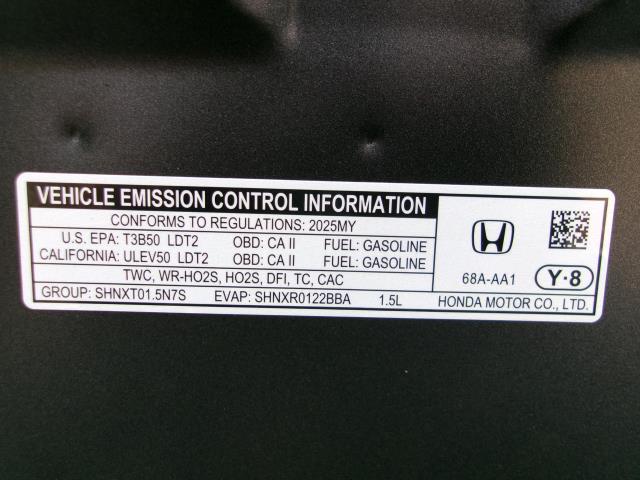 VEHICLE EMISSION CONTROL INFORMATION
CONFORMS TO REGULATIONS: 2025MY
U.S. EPA: T3B50 LDT2 OBD: CA II FUEL: GASOLINE
CALIFORNIA: ULEV50 LDT2 OBD: CA II FUEL: GASOLINE
TWC, WR-HO2S, HO2S, DFI, TC, CAC
GROUP: SHNXT01.5N7S EVAP: SHNXR0122BBA 1.5L
68A-AA1 Y·8
HONDA MOTOR CO., LTD.